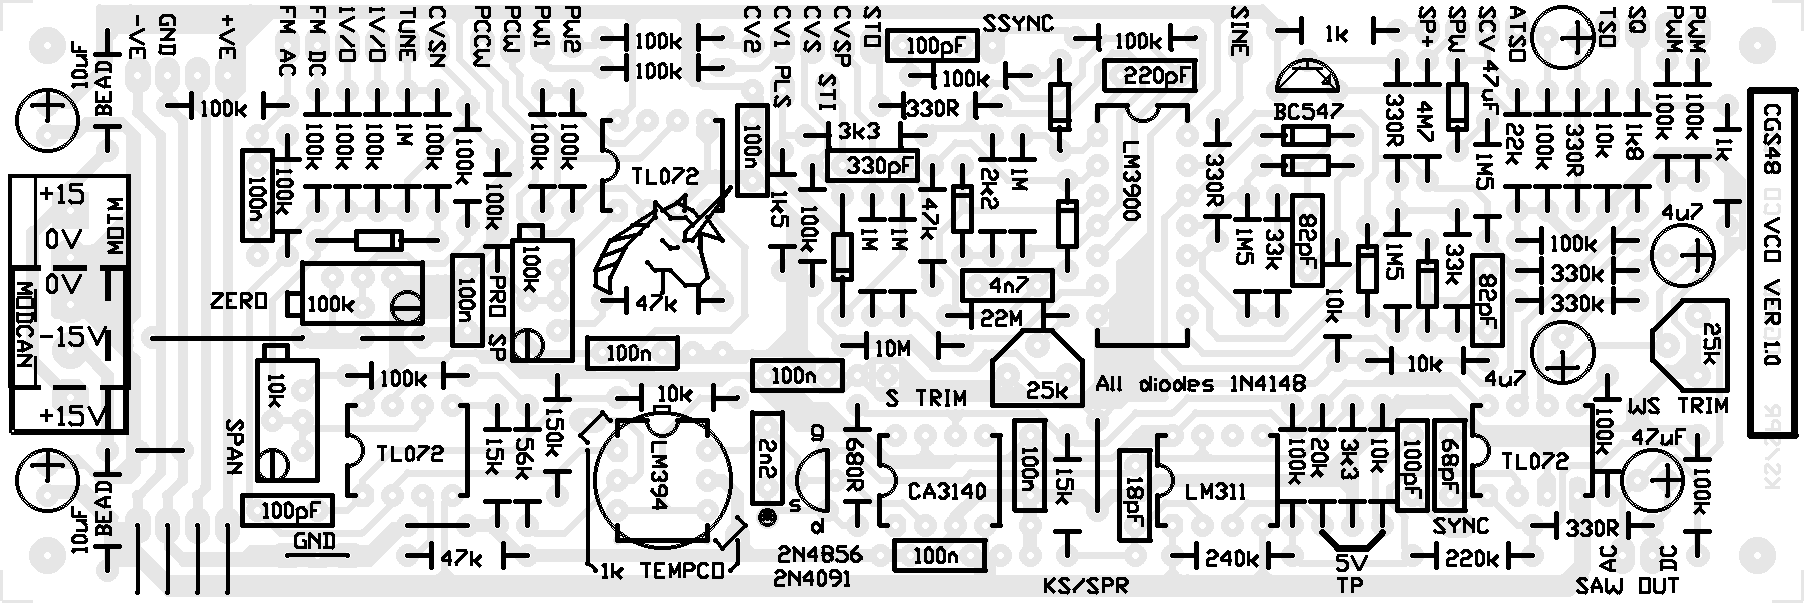 10uF
BEAD
-VE
GND
+VE
FM AC
FM DC
1V/O
1V/O
TUNE
CVSN
PCCW
PCW
PW1
PW2
100k
100k
CV2
CV1
PLS
CVS
STI
CVSP
STO
SSYNC
100pF
100k
330R
100k
220pF
SINE
1k
BC547
SP+
SPW
SCV
47uF
ATSO
TSO
SQ
PWM
PWM
100k
100k
100k
100k
100k
1M
100k
100k
100k
100k
100n
100k
100k
TL072
100n
3k3
330pF
1k5
100k
1M
1M
47k
2k2
1M
LM3900
330R
1M5
33k
82pF
330R
4M7
1M5
22k
100k
330R
10k
1k8
100k
100k
1k
+15
0V
0V
-15V
+15V
MOTM
MODCAN
ZERO
100k
100n
PRO SP
100k
47k
100n
4n7
22M
10M
25k
S TRIM
100n
10k
1M5
33k
82pF
10k
100k
330k
330k
4u7
4u7
25k
WS TRIM
CGS48 VCO VER 1.0
All diodes 1N4148
SPAN
10k
100k
TL072
100pF
GND
47k
15k
56k
150k
10k
LM394
1k TEMPCO
2n2
g
s
d
2N4856
2N4091
680R
CA3140
100n
100n
15k
KS/SPR
18pF
LM311
240k
100k
20k
3k3
10k
5V
TP
100pF
68pF
SYNC
220k
TL072
100k
47uF
330R
100k
AC
DC
SAW OUT
10uF
BEAD
KS/SPR